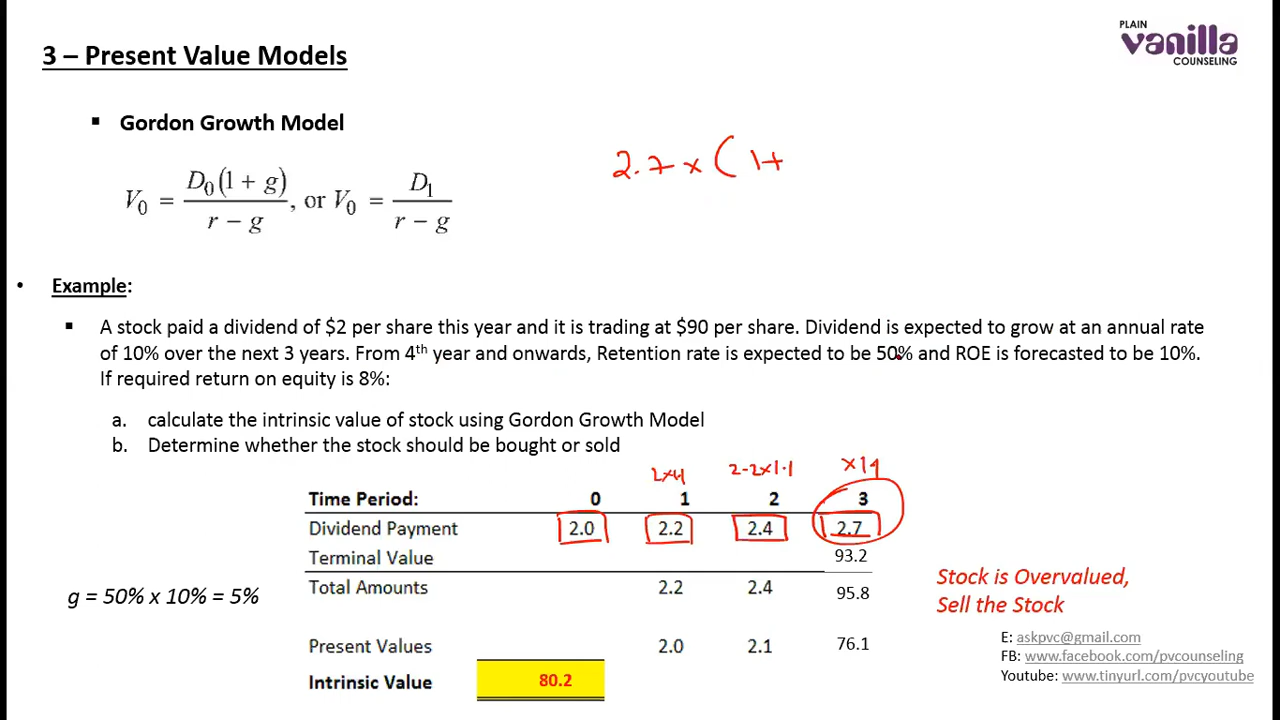 PLAIN
vanilla
COUNSELING
3 – Present Value Models
▪ Gordon Growth Model
2.7 x ( 1+
V0 = D0(1 + g) / r − g, or V0 = D1 / r − g
• Example:
▪ A stock paid a dividend of $2 per share this year and it is trading at $90 per share. Dividend is expected to grow at an annual rate
of 10% over the next 3 years. From 4th year and onwards, Retention rate is expected to be 50% and ROE is forecasted to be 10%.
If required return on equity is 8%:
a. calculate the intrinsic value of stock using Gordon Growth Model
b. Determine whether the stock should be bought or sold
2-2x1.1
Time Period: 0 1 2 3
Dividend Payment 2.0 2.2 2.4 2.7
Terminal Value 93.2
Total Amounts 2.2 2.4 95.8
g = 50% x 10% = 5%
Stock is Overvalued,
Sell the Stock
Present Values 2.0 2.1 76.1
Intrinsic Value 80.2
E: askpvc@gmail.com
FB: www.facebook.com/pvcounseling
Youtube: www.tinyurl.com/pvcyoutube